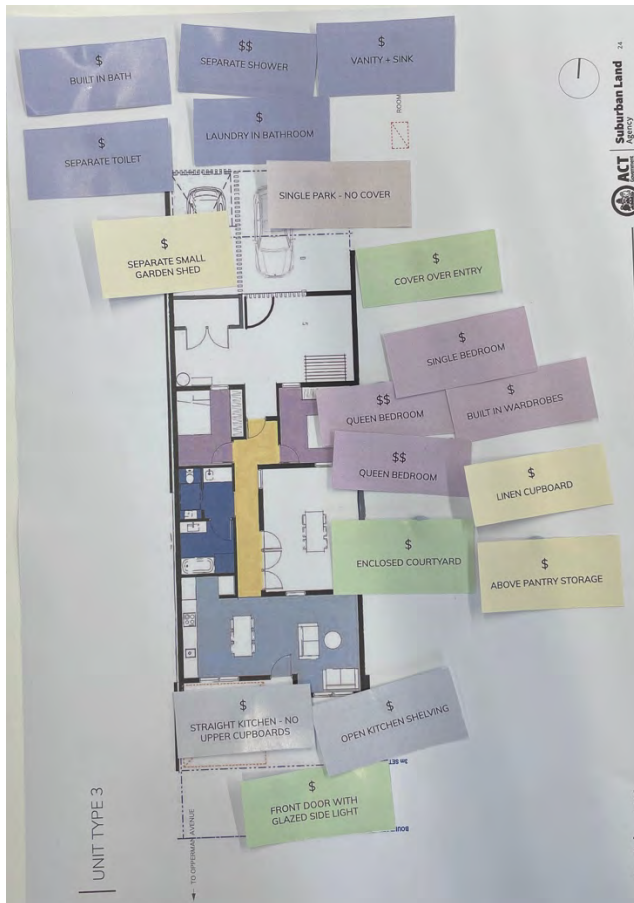 $
BUILT IN BATH
$$
SEPARATE SHOWER
$
VANITY + SINK
$
SEPARATE TOILET
$
LAUNDRY IN BATHROOM
ROOM
24
ACT
Suburban Land
Agency
SINGLE PARK - NO COVER
$
SEPARATE SMALL
GARDEN SHED
$
COVER OVER ENTRY
$
SINGLE BEDROOM
$$
QUEEN BEDROOM
$
BUILT IN WARDROBES
$$
QUEEN BEDROOM
$
LINEN CUPBOARD
$
ENCLOSED COURTYARD
$
ABOVE PANTRY STORAGE
$
STRAIGHT KITCHEN - NO
UPPER CUPBOARDS
$
OPEN KITCHEN SHELVING
$
FRONT DOOR WITH
GLAZED SIDE LIGHT
UNIT TYPE 3
TO OPPERMAN AVENUE